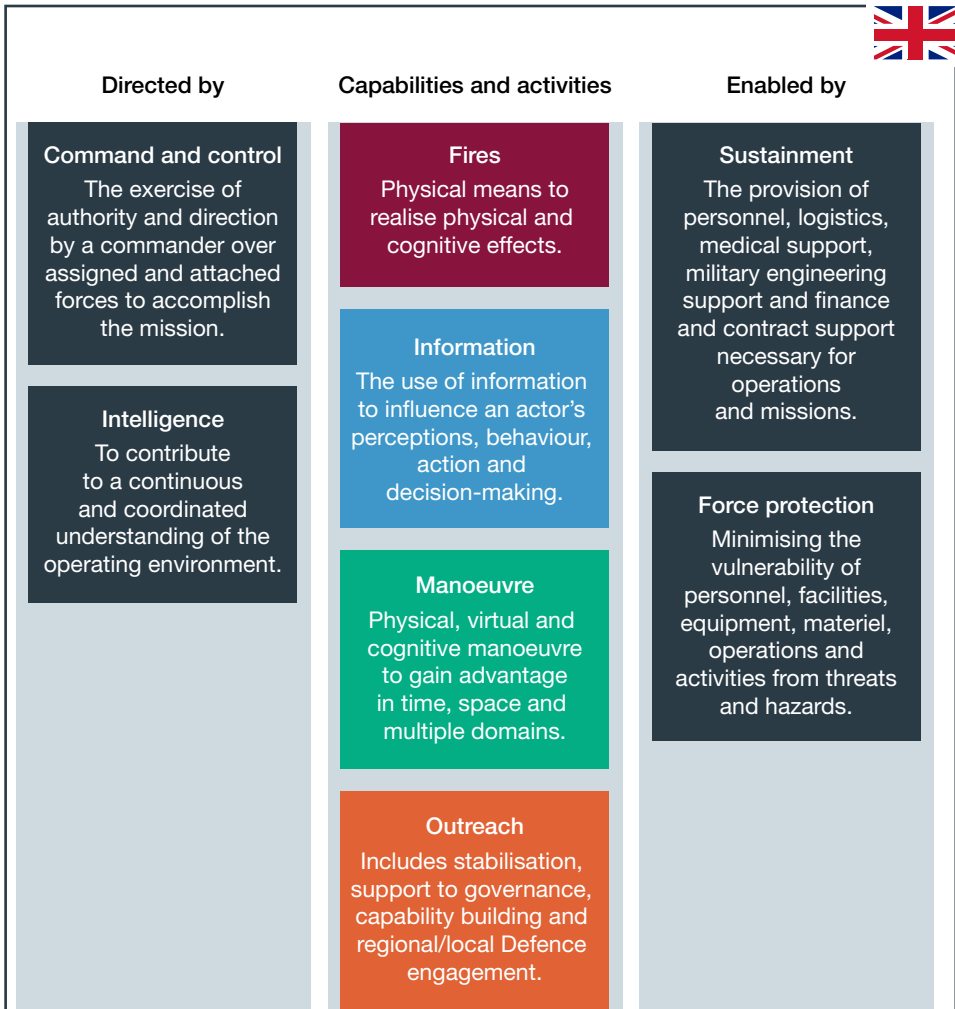 Directed by
Command and control
The exercise of
authority and direction
by a commander over
assigned and attached
forces to accomplish
the mission.
Intelligence
To contribute
to a continuous
and coordinated
understanding of the
operating environment.
Capabilities and activities
Fires
Physical means to
realise physical and
cognitive effects.
Information
The use of information
to influence an actor’s
perceptions, behaviour,
action and
decision-making.
Manoeuvre
Physical, virtual and
cognitive manoeuvre
to gain advantage
in time, space and
multiple domains.
Outreach
Includes stabilisation,
support to governance,
capability building and
regional/local Defence
engagement.
Enabled by
Sustainment
The provision of
personnel, logistics,
medical support,
military engineering
support and finance
and contract support
necessary for
operations
and missions.
Force protection
Minimising the
vulnerability of
personnel, facilities,
equipment, materiel,
operations and
activities from threats
and hazards.